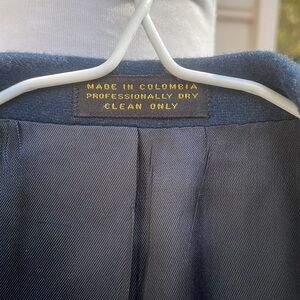 MADE IN COLOMBIA
PROFESSIONALLY DRY
CLEAN ONLY